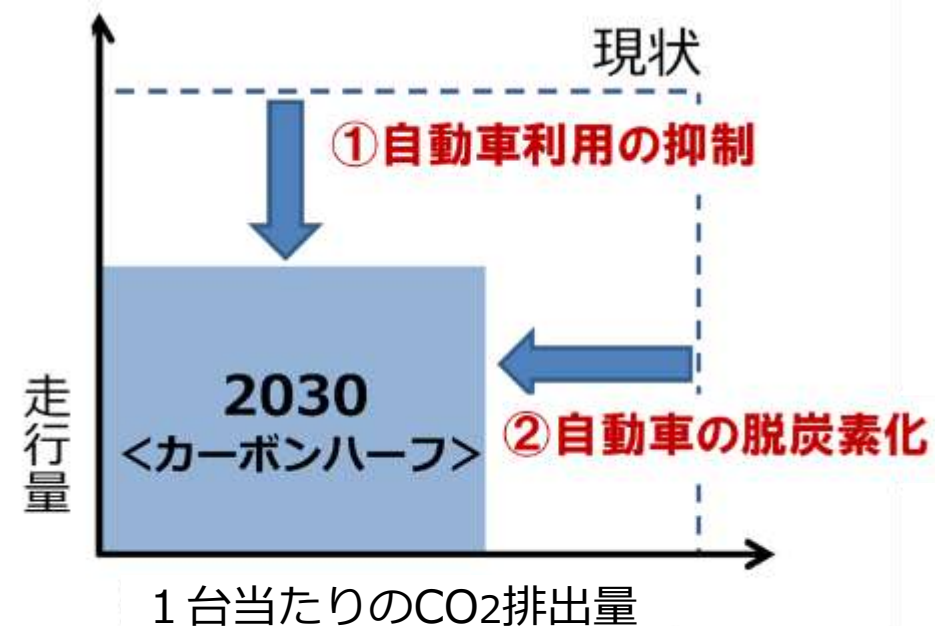 現状
①自動車利用の抑制
2030
<カーボンハーフ>
②自動車の脱炭素化
走行量
１台当たりのCO2排出量